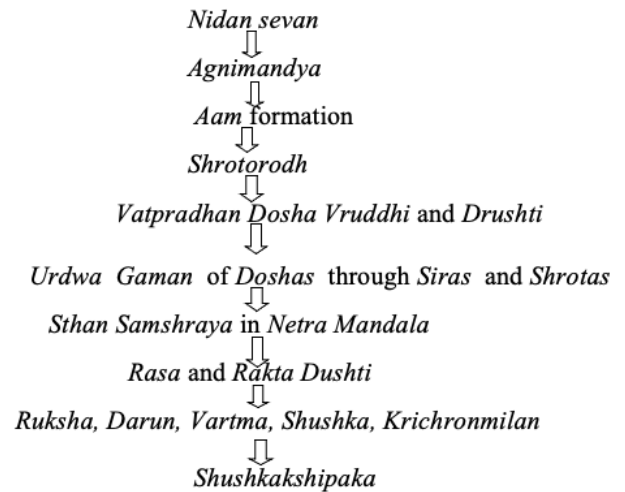 Nidan sevan
Agnimandya
Aam formation
Shrotorodh
Vatpradhan Dosha Vruddhi and Drushti
Urdwa Gaman of Doshas through Siras and Shrotas
Sthan Samshraya in Netra Mandala
Rasa and Rakta Dushti
Ruksha, Darun, Vartma, Shushka, Krichronmilan
Shushkakshipaka